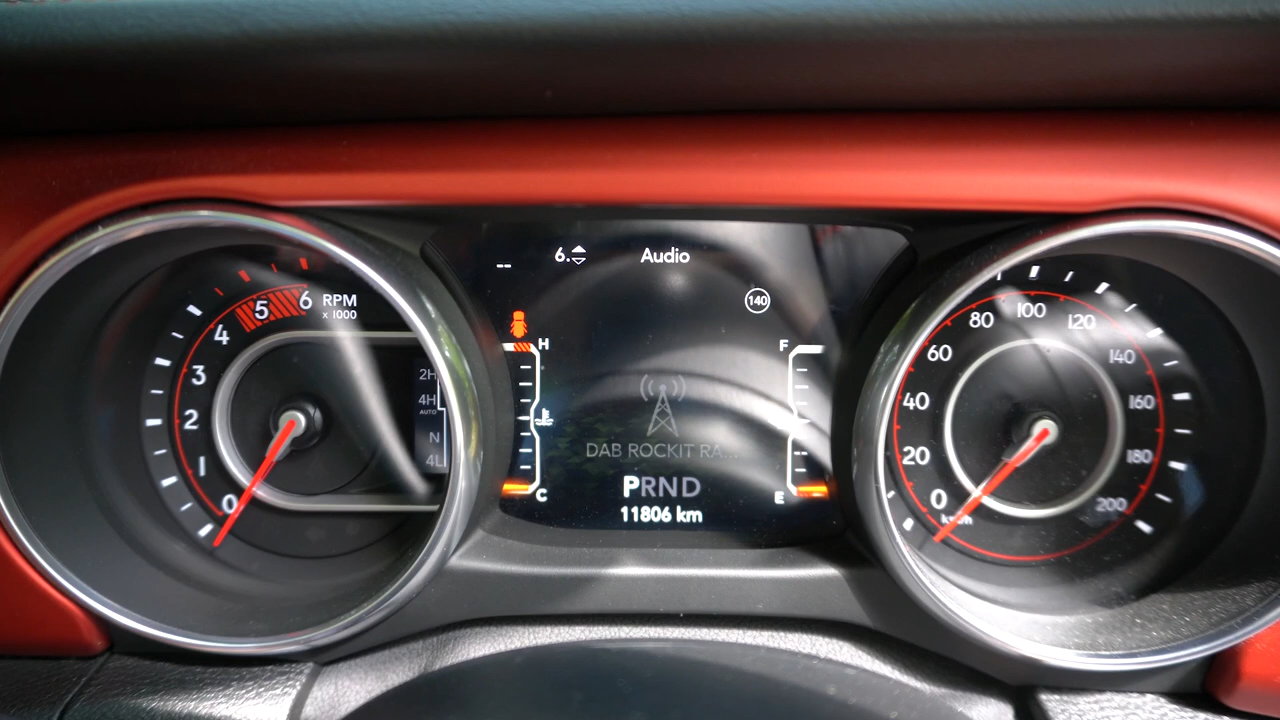 6 RPM
x 1000
5
4
3
2
1
0
2H
4H
AUTO
N
4L
-- 6. Audio
140
H
C
F
E
DAB ROCKIT RA...
PRND
11806 km
0
20
40
60
80
100
120
140
160
180
200
km/h